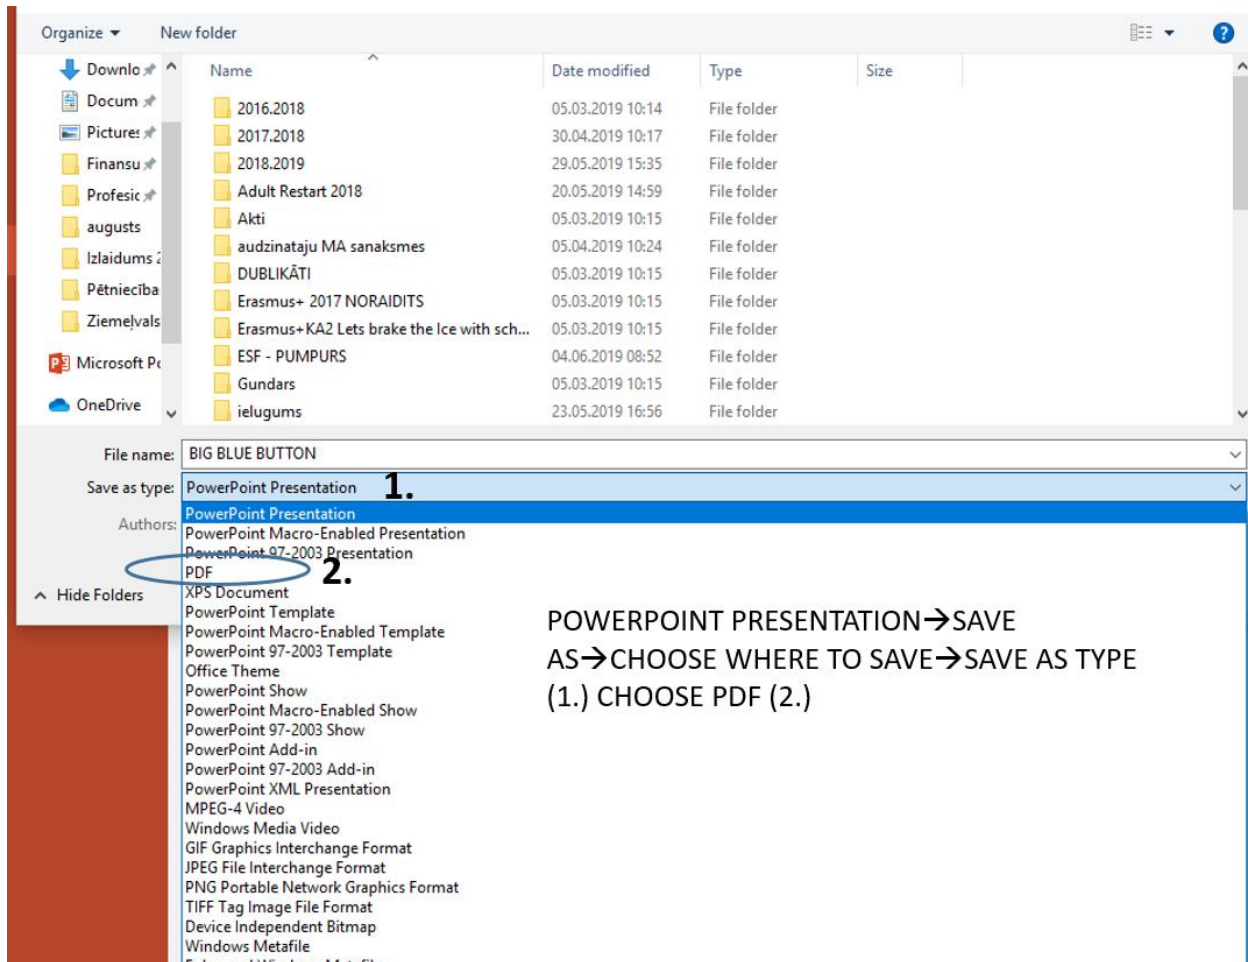 Organize New folder
Name Date modified Type Size
Downlo
Docum
Pictures
Finansu
Profesic
augusts
Izlaidums 2
Pētniecība
Ziemeļvals
Microsoft Po
OneDrive
2016.2018 05.03.2019 10:14 File folder
2017.2018 30.04.2019 10:17 File folder
2018.2019 29.05.2019 15:35 File folder
Adult Restart 2018 20.05.2019 14:59 File folder
Akti 05.03.2019 10:15 File folder
audzinataju MA sanaksmes 05.04.2019 10:24 File folder
DUBLIKĀTI 05.03.2019 10:15 File folder
Erasmus+ 2017 NORAIDITS 05.03.2019 10:15 File folder
Erasmus+KA2 Lets brake the Ice with sch... 05.03.2019 10:15 File folder
ESF - PUMPURS 04.06.2019 08:52 File folder
Gundars 05.03.2019 10:15 File folder
ielugums 23.05.2019 16:56 File folder
File name: BIG BLUE BUTTON
Save as type: PowerPoint Presentation 1.
Authors:
Hide Folders
PowerPoint Presentation
PowerPoint Macro-Enabled Presentation
PowerPoint 97-2003 Presentation
PDF 2.
XPS Document
PowerPoint Template
PowerPoint Macro-Enabled Template
PowerPoint 97-2003 Template
Office Theme
PowerPoint Show
PowerPoint Macro-Enabled Show
PowerPoint 97-2003 Show
PowerPoint Add-in
PowerPoint 97-2003 Add-in
PowerPoint XML Presentation
MPEG-4 Video
Windows Media Video
GIF Graphics Interchange Format
JPEG File Interchange Format
PNG Portable Network Graphics Format
TIFF Tag Image File Format
Device Independent Bitmap
Windows Metafile
POWERPOINT PRESENTATION→SAVE
AS→CHOOSE WHERE TO SAVE→SAVE AS TYPE
(1.) CHOOSE PDF (2.)